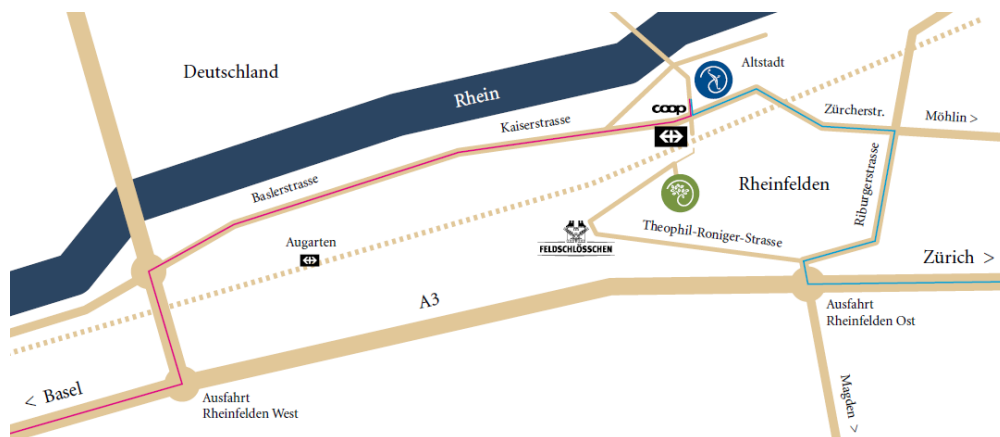 Deutschland
Altstadt
Rhein
coop
Kaiserstrasse
Zürcherstr.
Möhlin >
Baslerstrasse
Rheinfelden
Riburgerstrasse
Theophil-Roniger-Strasse
Augarten
FELDSCHLÖSSCHEN
Zürich >
A3
Ausfahrt
Rheinfelden Ost
< Basel
Ausfahrt
Rheinfelden West
Magden >